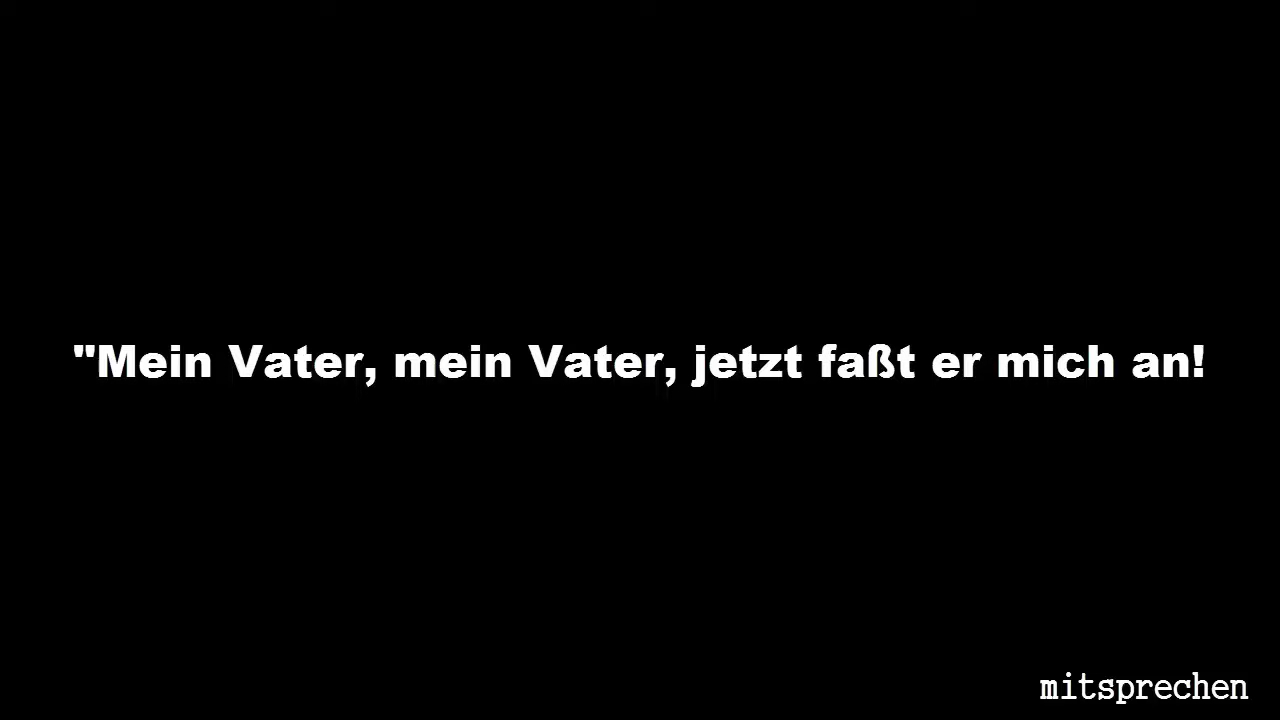 "Mein Vater, mein Vater, jetzt faßt er mich an!
mitsprechen